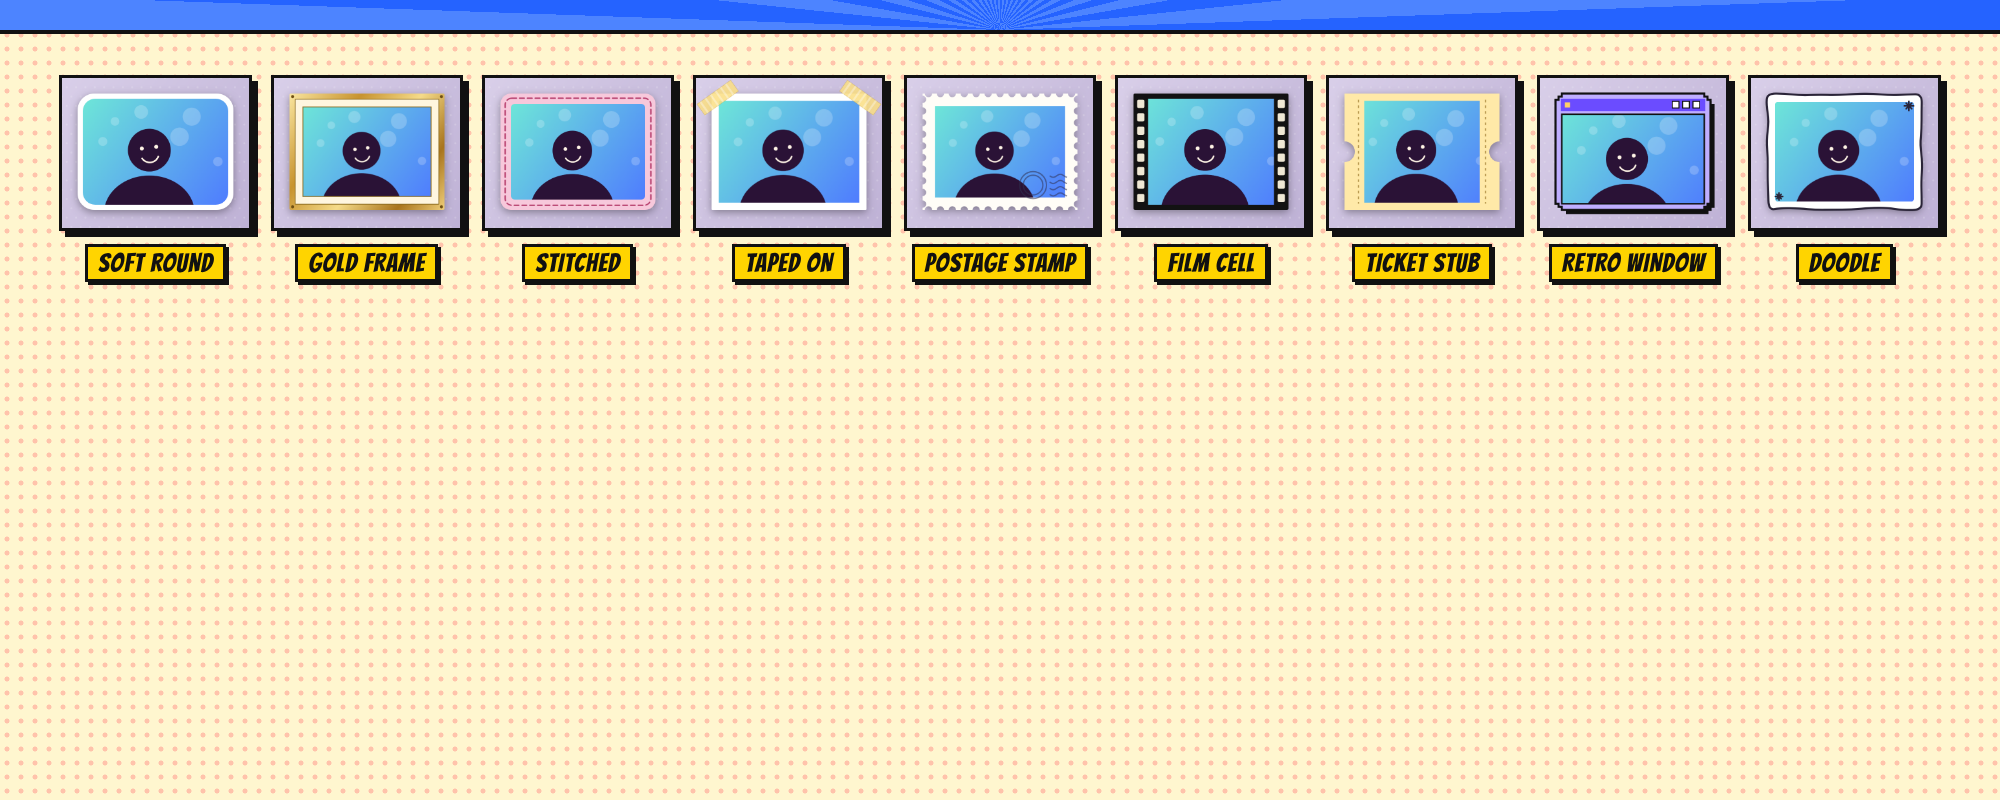 SOFT ROUND
GOLD FRAME
STITCHED
TAPED ON
POSTAGE STAMP
FILM CELL
TICKET STUB
RETRO WINDOW
DOODLE